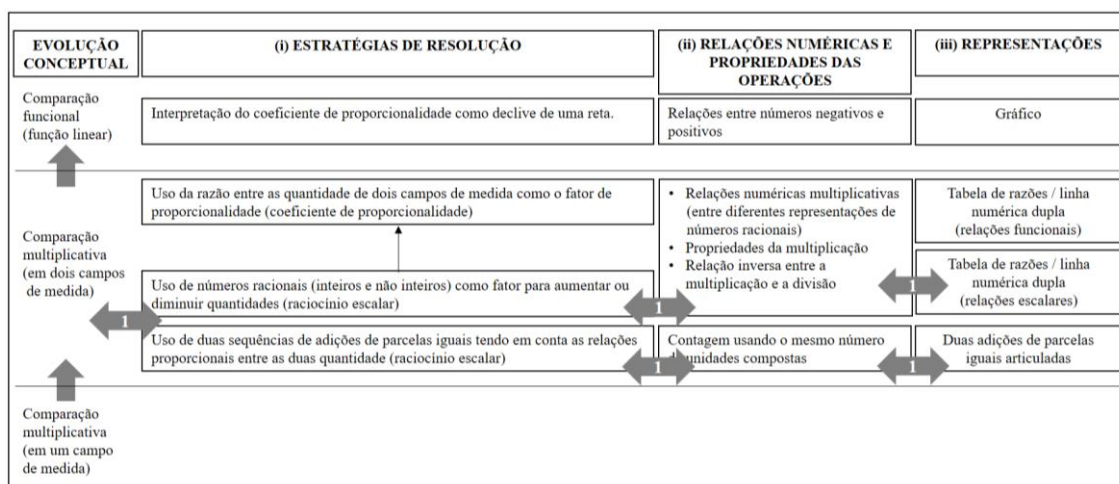 EVOLUÇÃO
CONCEPTUAL
(i) ESTRATÉGIAS DE RESOLUÇÃO
(ii) RELAÇÕES NUMÉRICAS E
PROPRIEDADES DAS
OPERAÇÕES
(iii) REPRESENTAÇÕES
Comparação
funcional
(função linear)
Interpretação do coeficiente de proporcionalidade como declive de uma reta.
Relações entre números negativos e
positivos
Gráfico
Comparação
multiplicativa
(em dois campos
de medida)
Uso da razão entre as quantidade de dois campos de medida como o fator de
proporcionalidade (coeficiente de proporcionalidade)
Uso de números racionais (inteiros e não inteiros) como fator para aumentar ou
diminuir quantidades (raciocínio escalar)
Uso de duas sequências de adições de parcelas iguais tendo em conta as relações
proporcionais entre as duas quantidade (raciocínio escalar)
• Relações numéricas multiplicativas
(entre diferentes representações de
números racionais)
• Propriedades da multiplicação
• Relação inversa entre a
multiplicação e a divisão
Contagem usando o mesmo número
unidades compostas
Tabela de razões / linha
numérica dupla
(relações funcionais)
Tabela de razões / linha
numérica dupla
(relações escalares)
Duas adições de parcelas
iguais articuladas
1
1
1
1
1
Comparação
multiplicativa
(em um campo
de medida)